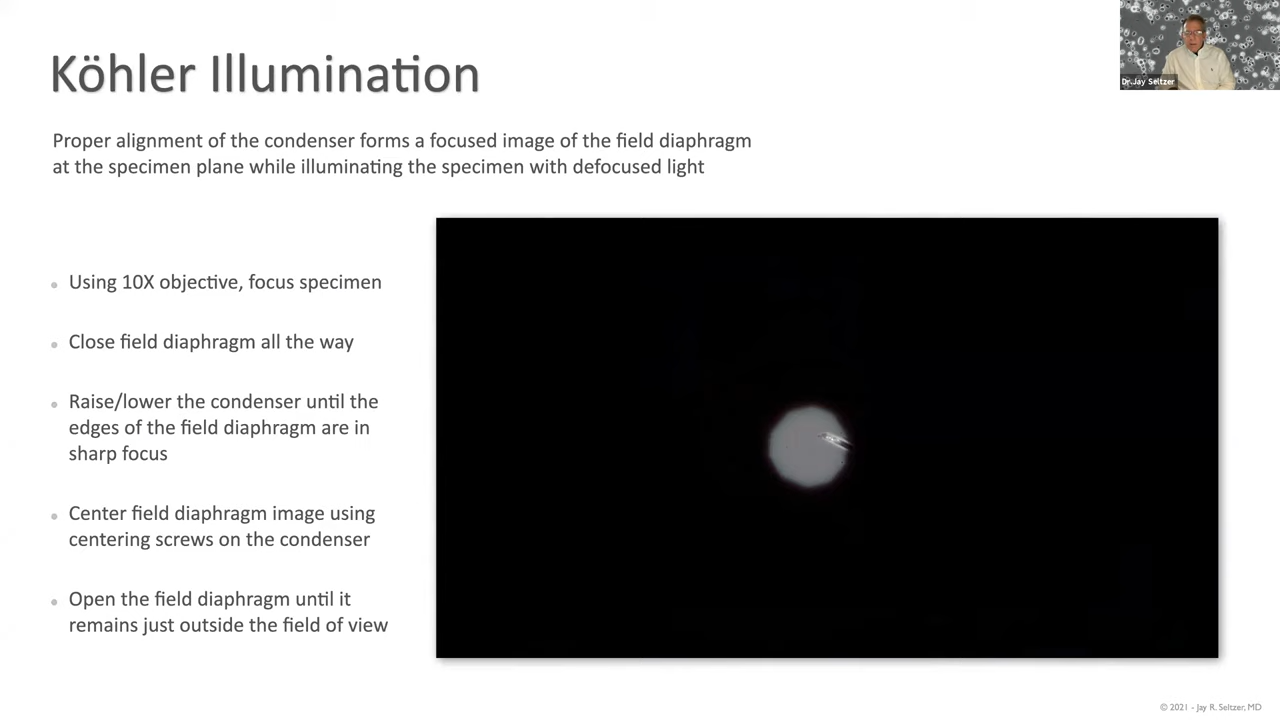 Köhler Illumination
Dr.Jay Seltzer
Proper alignment of the condenser forms a focused image of the field diaphragm
at the specimen plane while illuminating the specimen with defocused light
Using 10X objective, focus specimen
Close field diaphragm all the way
Raise/lower the condenser until the
edges of the field diaphragm are in
sharp focus
Center field diaphragm image using
centering screws on the condenser
Open the field diaphragm until it
remains just outside the field of view
© 2021 - Jay R. Seltzer, MD